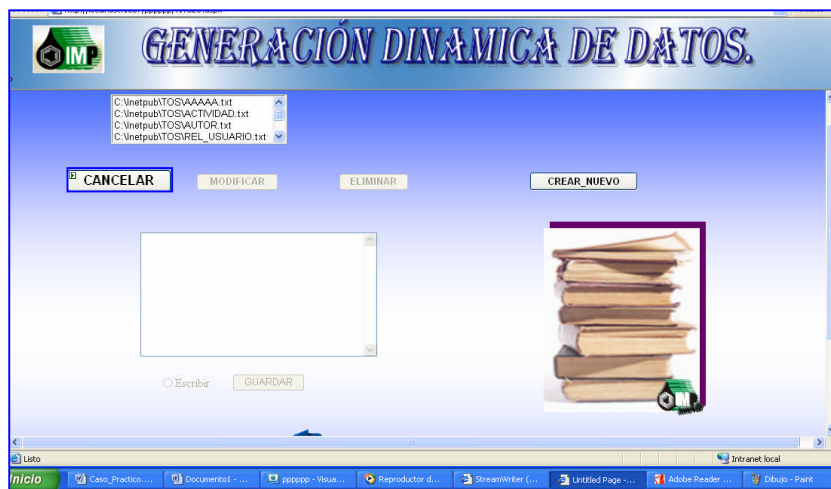 IMP
GENERACIÓN DINAMICA DE DATOS.
C:\Inetpub\TOS\AAAAA.txt
C:\Inetpub\TOS\ACTIVIDAD.txt
C:\Inetpub\TOS\AUTOR.txt
C:\Inetpub\TOS\REL_USUARIO.txt
CANCELAR MODIFICAR ELIMINAR CREAR_NUEVO
Escribir GUARDAR
IMP
Listo Intranet local
Inicio Caso_Practico.... Documento1 - ... pppppp - Visua... Reproductor d... StreamWriter (... Untitled Page -... Adobe Reader ... Dibujo - Paint